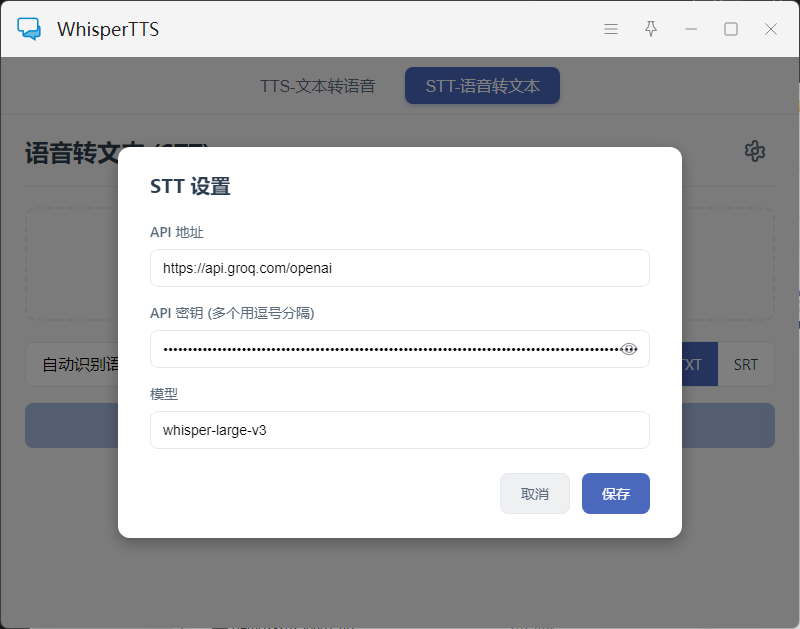 WhisperTTS
TTS-文本转语音
STT-语音转文本
语音转文本 (STT)
STT 设置
API 地址
https://api.groq.com/openai
API 密钥 (多个用逗号分隔)
自动识别语
TXT
SRT
模型
whisper-large-v3
取消
保存